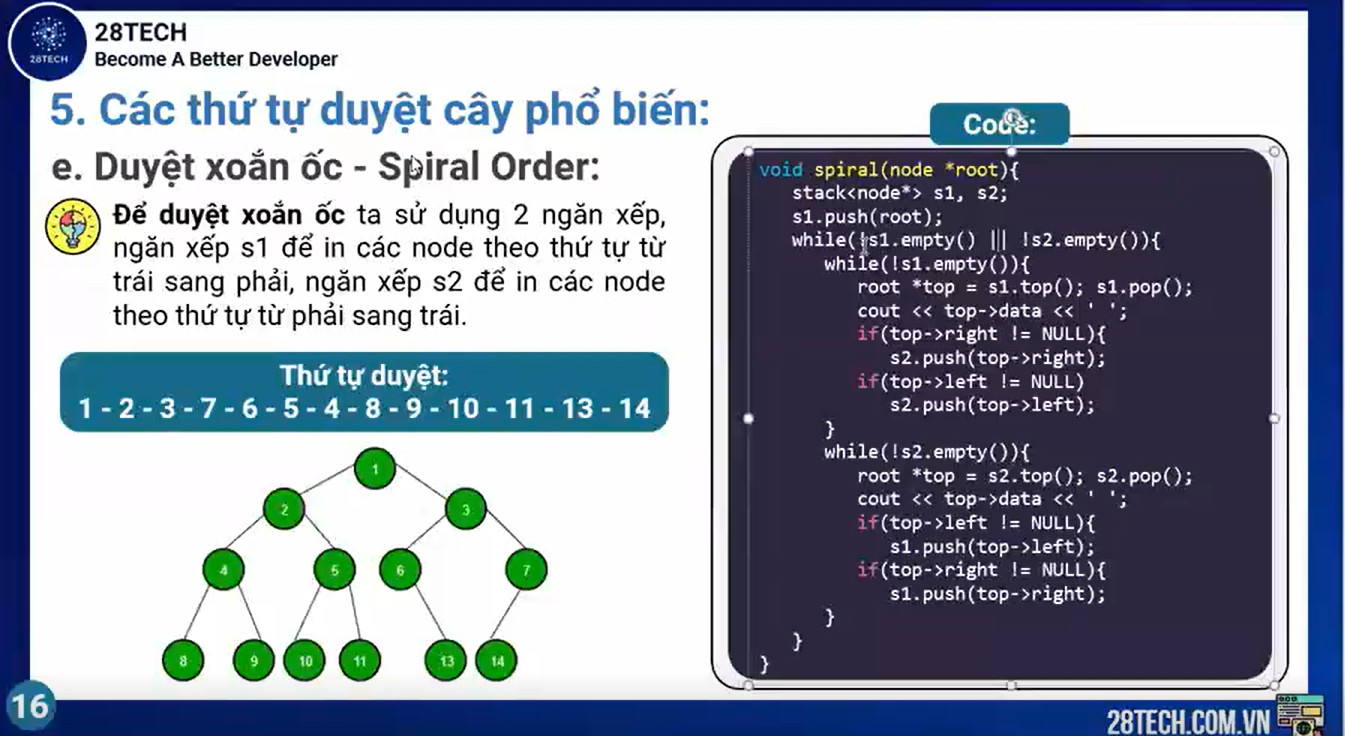 28TECH
28TECH
Become A Better Developer
5. Các thứ tự duyệt cây phổ biến:
e. Duyệt xoắn ốc - Spiral Order:
Để duyệt xoắn ốc ta sử dụng 2 ngăn xếp,
ngăn xếp s1 để in các node theo thứ tự từ
trái sang phải, ngăn xếp s2 để in các node
theo thứ tự từ phải sang trái.
Thứ tự duyệt:
1 - 2 - 3 - 7 - 6 - 5 - 4 - 8 - 9 - 10 - 11 - 13 - 14
1
2 3
4 5 6 7
8 9 10 11 13 14
Code:
void spiral(node *root){
stack<node*> s1, s2;
s1.push(root);
while(!s1.empty() || !s2.empty()){
while(!s1.empty()){
root *top = s1.top(); s1.pop();
cout << top->data << ' ';
if(top->right != NULL){
s2.push(top->right);
if(top->left != NULL)
s2.push(top->left);
}
while(!s2.empty()){
root *top = s2.top(); s2.pop();
cout << top->data << ' ';
if(top->left != NULL){
s1.push(top->left);
if(top->right != NULL){
s1.push(top->right);
}
}
}
16
28TECH.COM.VN